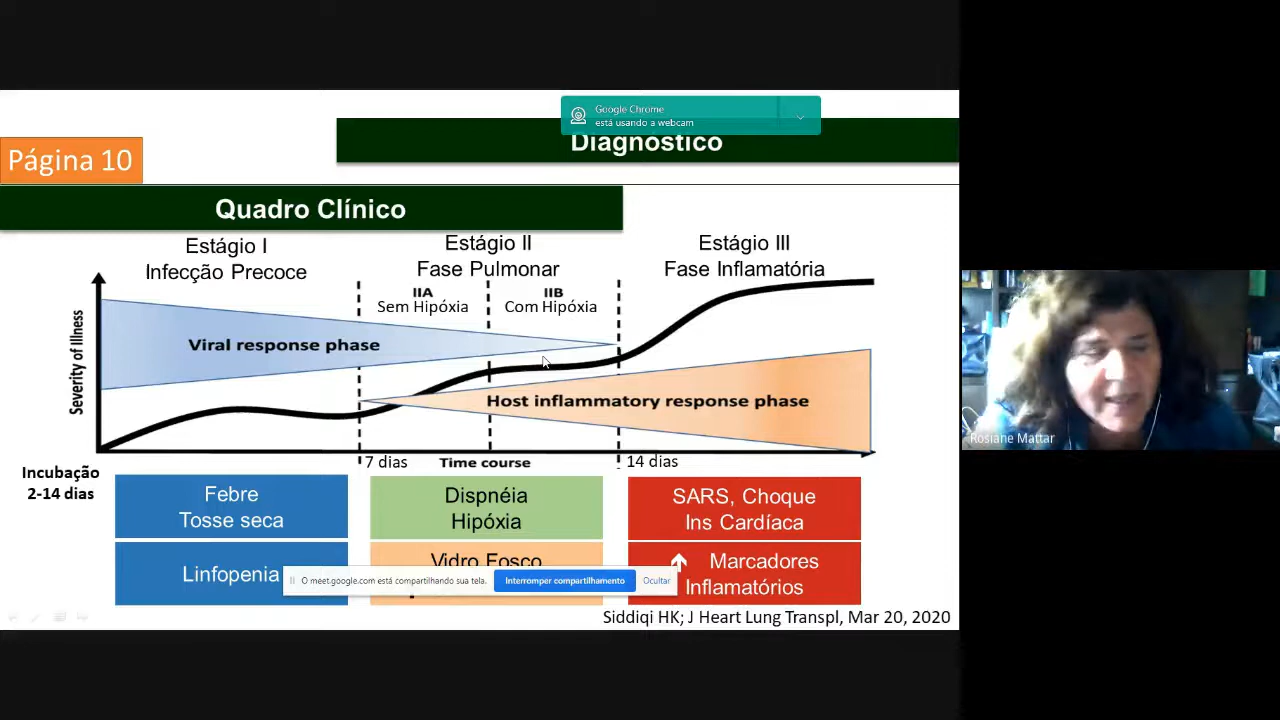 Google Chrome
está usando a webcam
Diagnóstico
Página 10
Quadro Clínico
Estágio I
Infecção Precoce
Estágio II
Fase Pulmonar
Estágio III
Fase Inflamatória
IIA
Sem Hipóxia
IIB
Com Hipóxia
Severity of Illness
Viral response phase
Host inflammatory response phase
7 dias
Time course
14 dias
Incubação
2-14 dias
Febre
Tosse seca
Dispnéia
Hipóxia
SARS, Choque
Ins Cardíaca
Linfopenia
Vidro Fosco
Marcadores
Inflamatórios
O meet.google.com está compartilhando sua tela.
Interromper compartilhamento
Ocultar
Siddiqi HK; J Heart Lung Transpl, Mar 20, 2020
Rosiane Mattar